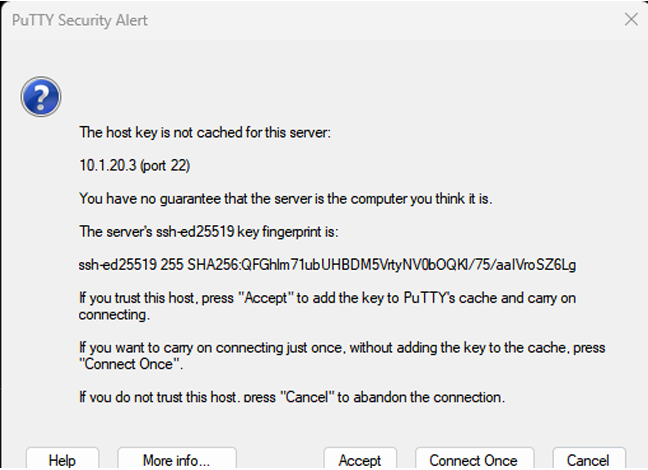 PuTTY Security Alert
The host key is not cached for this server:
10.1.20.3 (port 22)
You have no guarantee that the server is the computer you think it is.
The server's ssh-ed25519 key fingerprint is:
ssh-ed25519 255 SHA256:QFGhlm71ubUHBDM5VrtyNV0bOQKl/75/aaIVroSZ6Lg
If you trust this host, press "Accept" to add the key to PuTTY's cache and carry on
connecting.
If you want to carry on connecting just once, without adding the key to the cache, press
"Connect Once".
If you do not trust this host, press "Cancel" to abandon the connection.
Help More info... Accept Connect Once Cancel